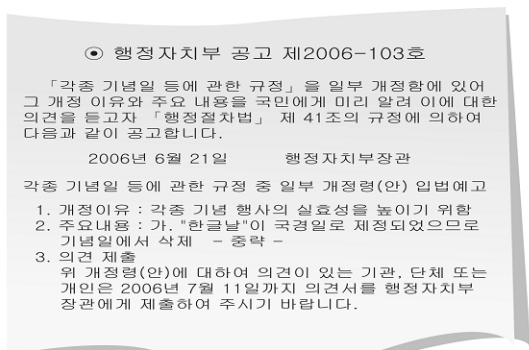 ⊙ 행정자치부 공고 제2006-103호
「각종 기념일 등에 관한 규정」을 일부 개정함에 있어
그 개정 이유와 주요 내용을 국민에게 미리 알려 이에 대한
의견을 듣고자 「행정절차법」 제 41조의 규정에 의하여
다음과 같이 공고합니다.
2006년 6월 21일 행정자치부장관
각종 기념일 등에 관한 규정 중 일부 개정령(안) 입법예고
1. 개정이유 : 각종 기념 행사의 실효성을 높이기 위함
2. 주요내용 : 가. "한글날"이 국경일로 제정되었으므로
기념일에서 삭제 - 중략 -
3. 의견 제출
위 개정령(안)에 대하여 의견이 있는 기관, 단체 또는
개인은 2006년 7월 11일까지 의견서를 행정자치부
장관에게 제출하여 주시기 바랍니다.